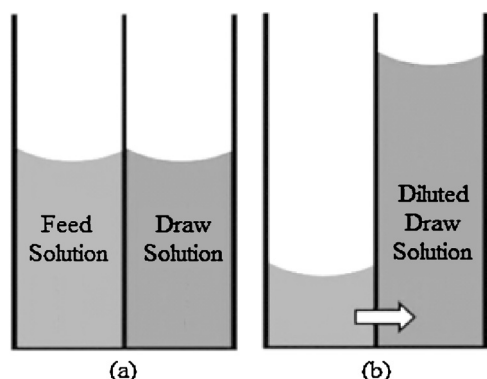 Feed
Solution
Draw
Solution
Diluted
Draw
Solution
(a)
(b)